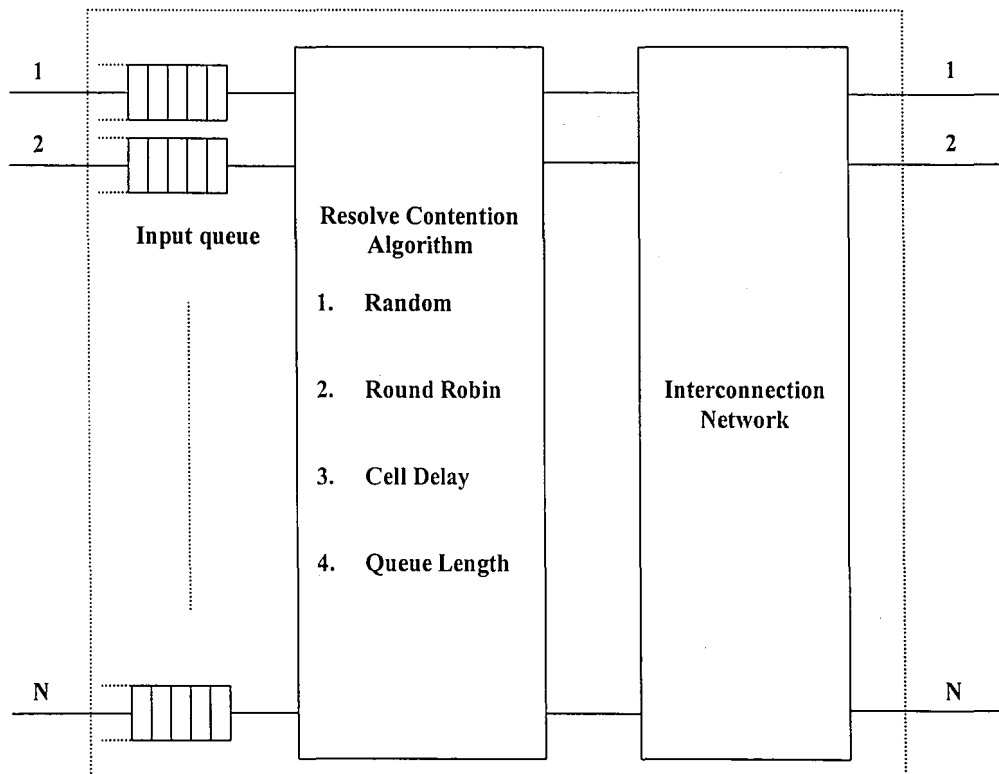 1
1
2
2
Input queue
Resolve Contention
Algorithm
1. Random
2. Round Robin
3. Cell Delay
4. Queue Length
Interconnection
Network
N
N